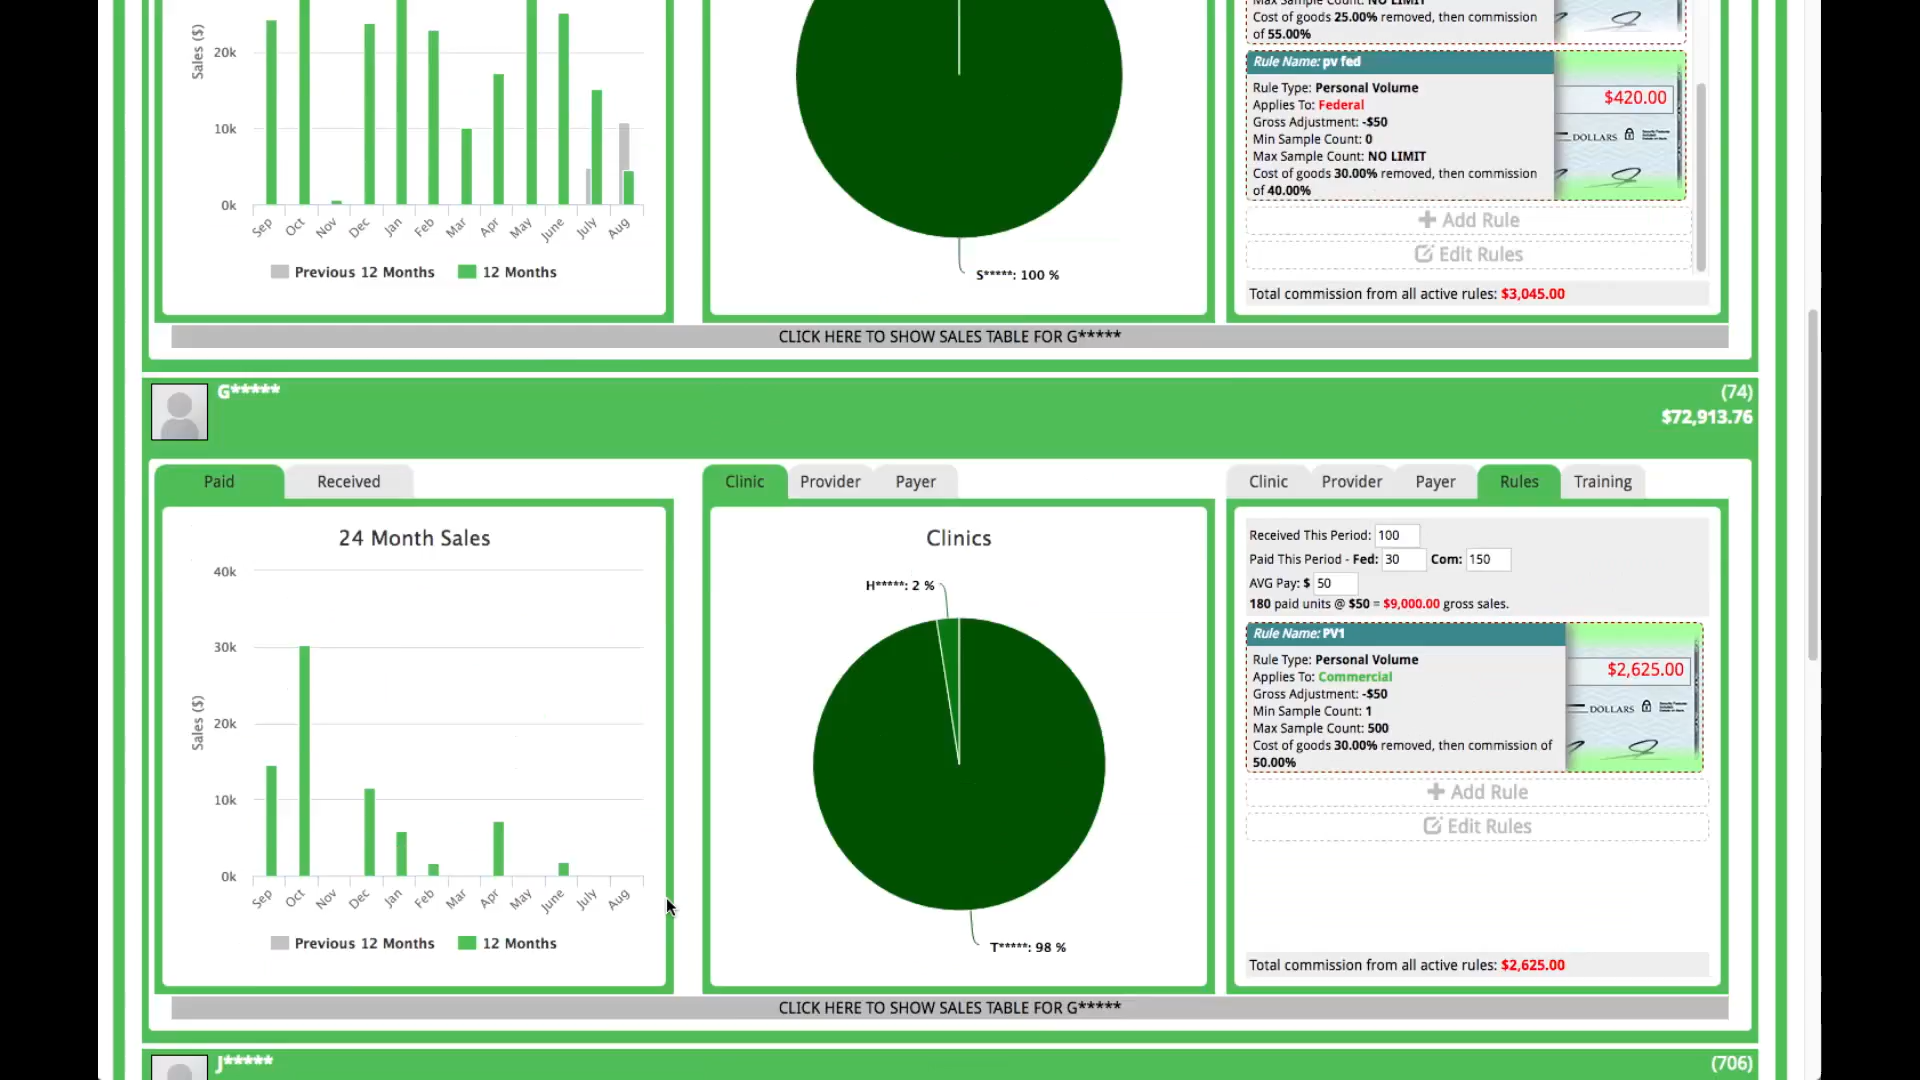 Sales ($)
20k
10k
0k
Sep
Oct
Nov
Dec
Jan
Feb
Mar
Apr
May
June
July
Aug
Previous 12 Months
12 Months
S*****: 100 %
Cost of goods 25.00% removed, then commission
of 55.00%
Rule Name: pv fed
Rule Type: Personal Volume
Applies To: Federal
Gross Adjustment: -$50
Min Sample Count: 0
Max Sample Count: NO LIMIT
Cost of goods 30.00% removed, then commission
of 40.00%
$420.00
DOLLARS
Add Rule
Edit Rules
Total commission from all active rules: $3,045.00
CLICK HERE TO SHOW SALES TABLE FOR G*****
G*****
(74)
$72,913.76
Paid
Received
24 Month Sales
Sales ($)
40k
30k
20k
10k
0k
Sep
Oct
Nov
Dec
Jan
Feb
Mar
Apr
May
June
July
Aug
Previous 12 Months
12 Months
Clinic
Provider
Payer
Clinics
H*****: 2 %
T*****: 98 %
Clinic
Provider
Payer
Rules
Training
Received This Period: 100
Paid This Period - Fed: 30 Com: 150
AVG Pay: $ 50
180 paid units @ $50 = $9,000.00 gross sales.
Rule Name: PV1
Rule Type: Personal Volume
Applies To: Commercial
Gross Adjustment: -$50
Min Sample Count: 1
Max Sample Count: 500
Cost of goods 30.00% removed, then commission of
50.00%
$2,625.00
DOLLARS
Add Rule
Edit Rules
Total commission from all active rules: $2,625.00
CLICK HERE TO SHOW SALES TABLE FOR G*****
J*****
(706)